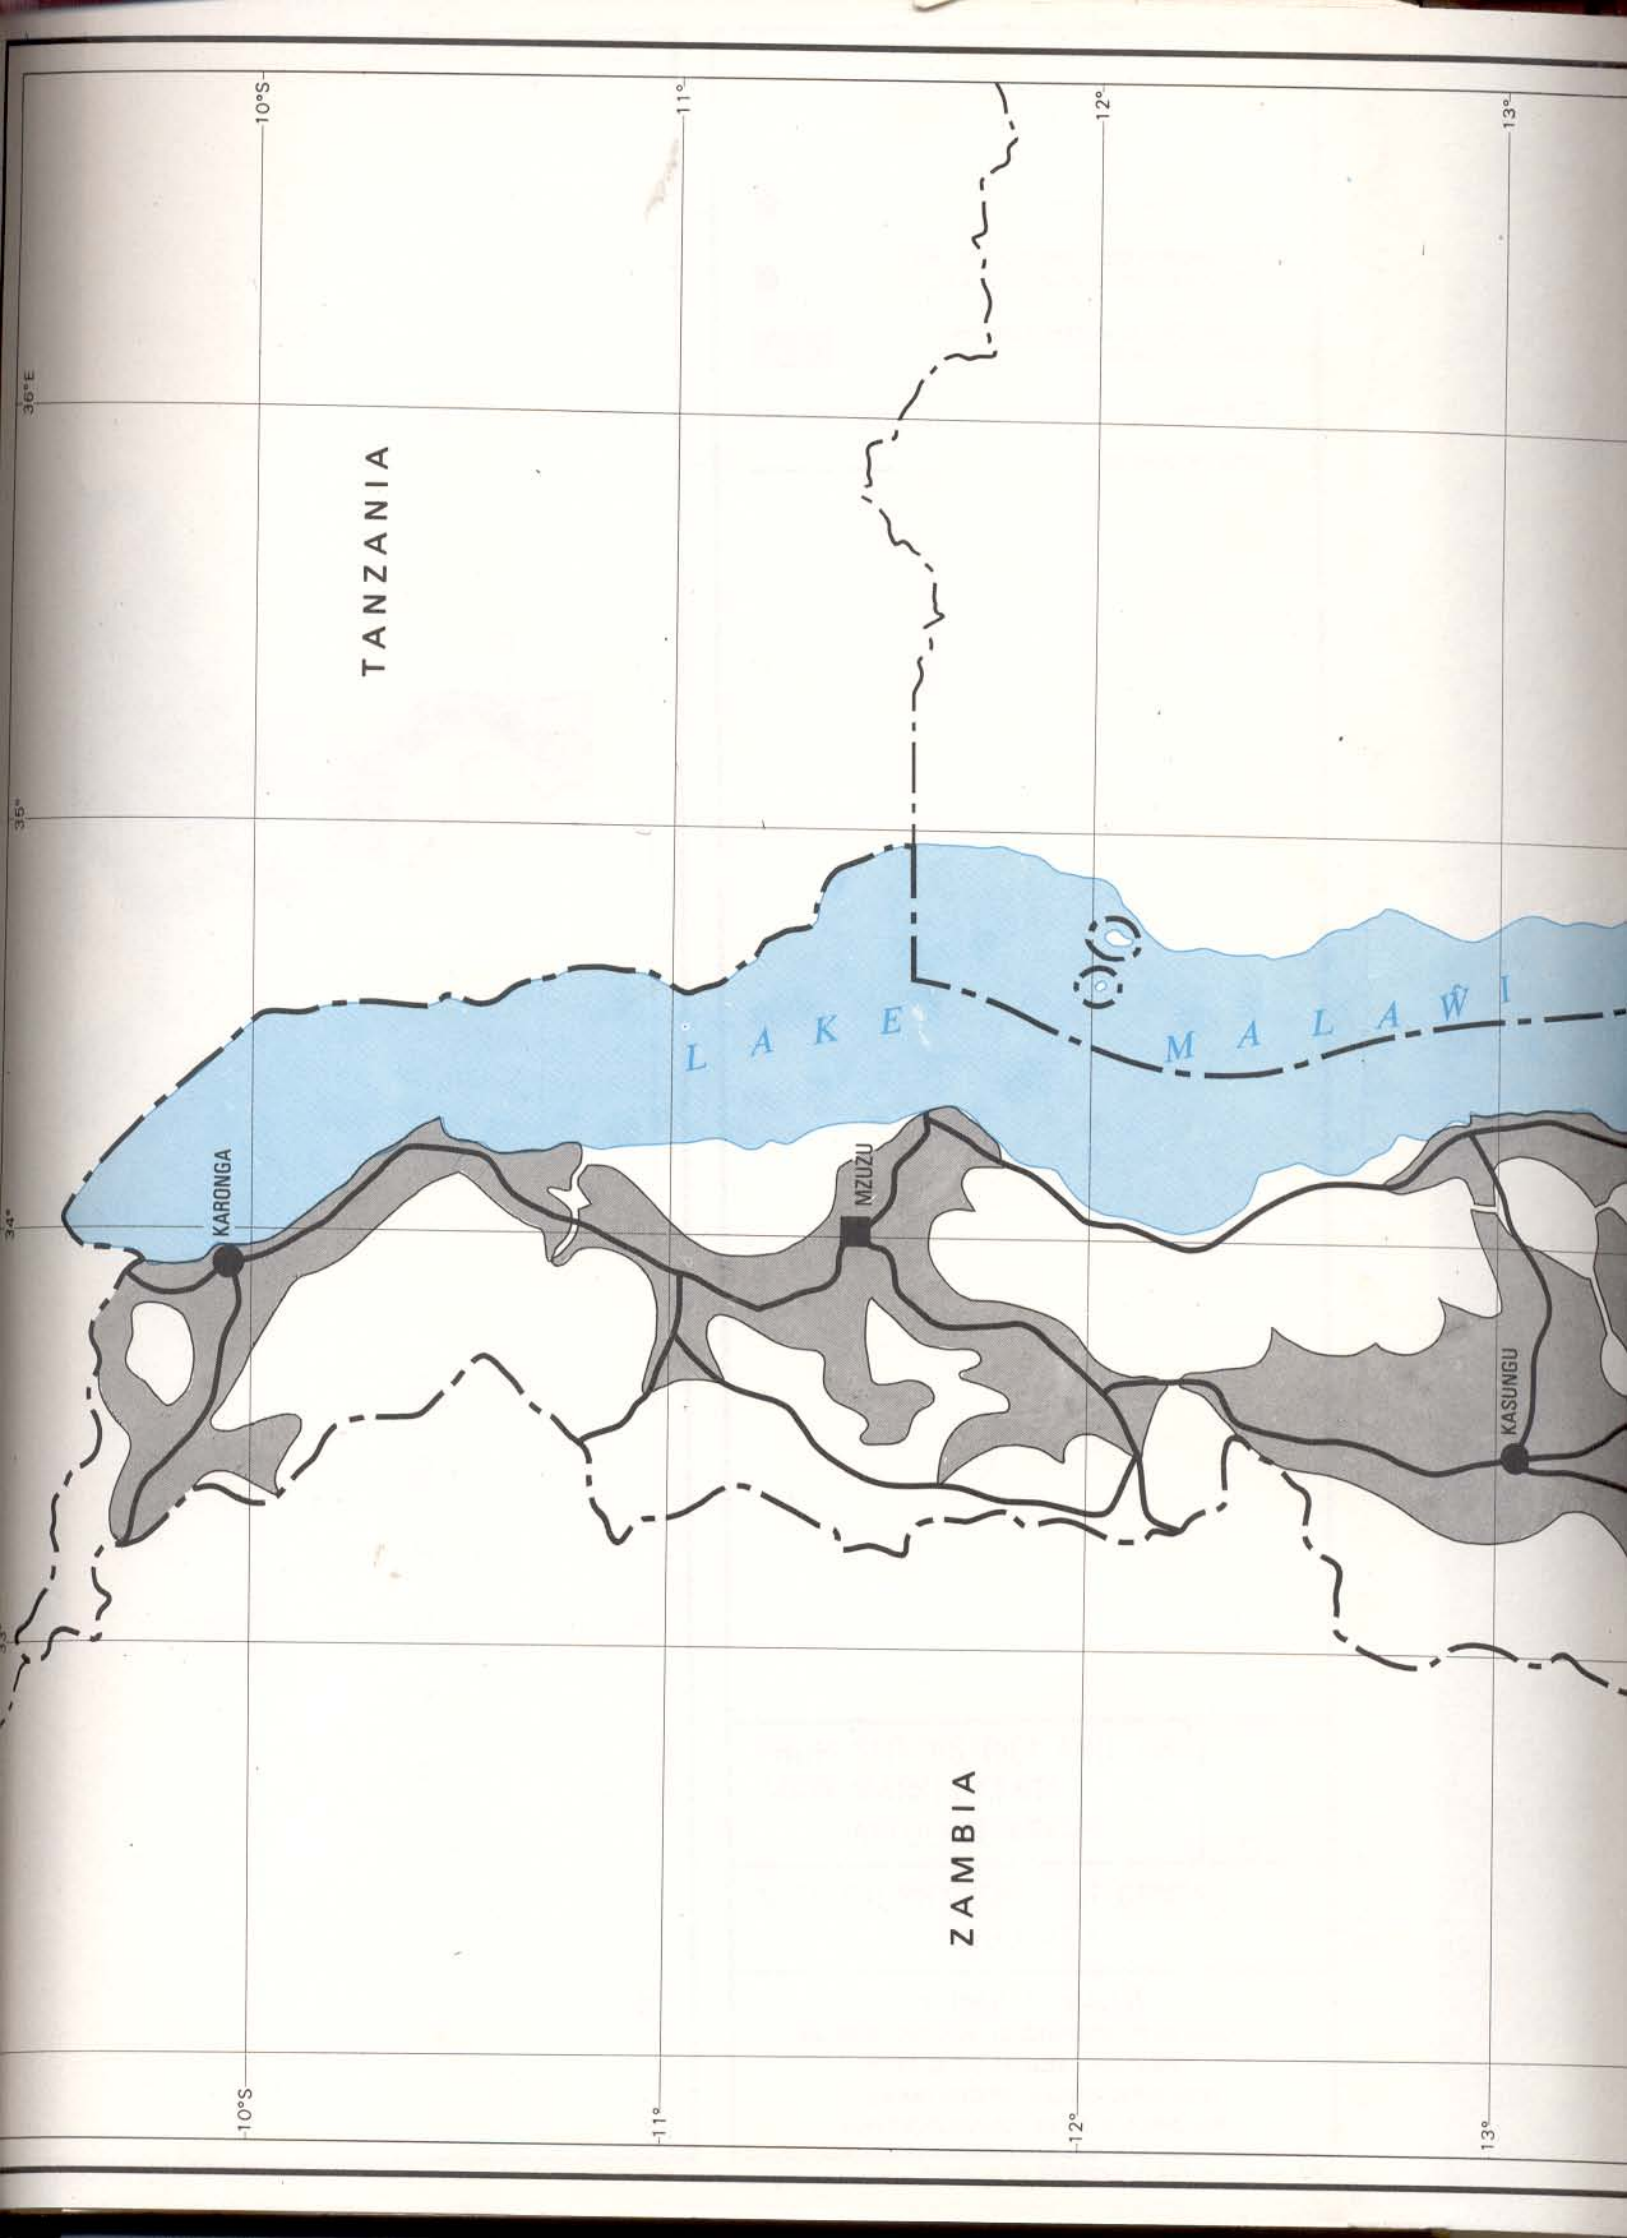 36°E
35°
34°
33°
10°S
11°
12°
13°
TANZANIA
KARONGA
LAKE MALAŴI
MZUZU
KASUNGU
ZAMBIA
10°S
11°
12°
13°